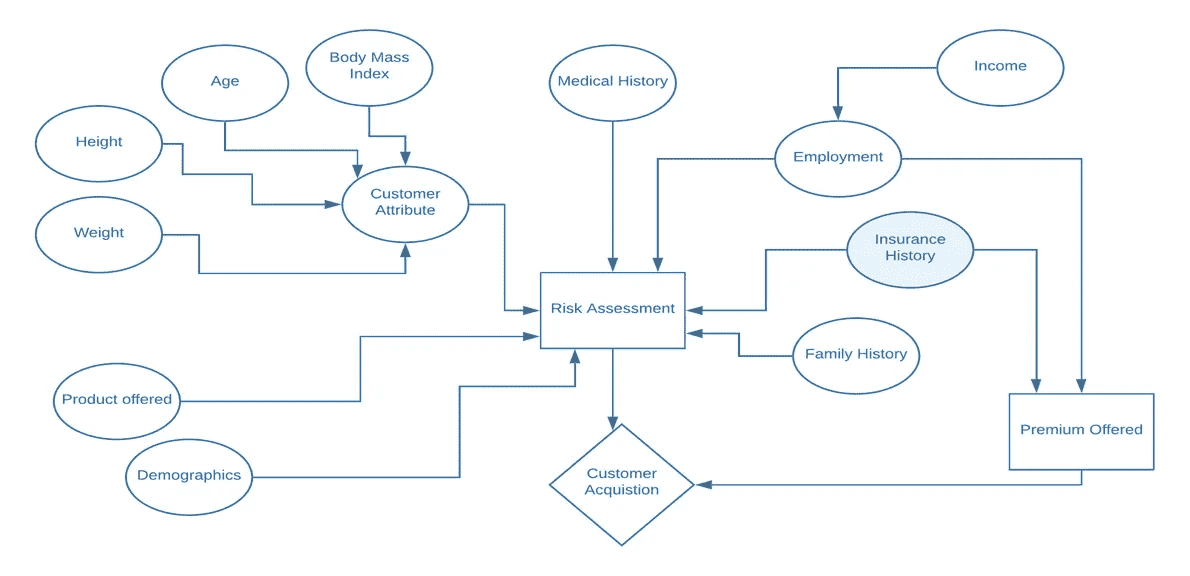 Body Mass
Index
Age
Medical History
Income
Height
Employment
Customer
Attribute
Weight
Insurance
History
Risk Assessment
Family History
Product offered
Premium Offered
Demographics
Customer
Acquistion